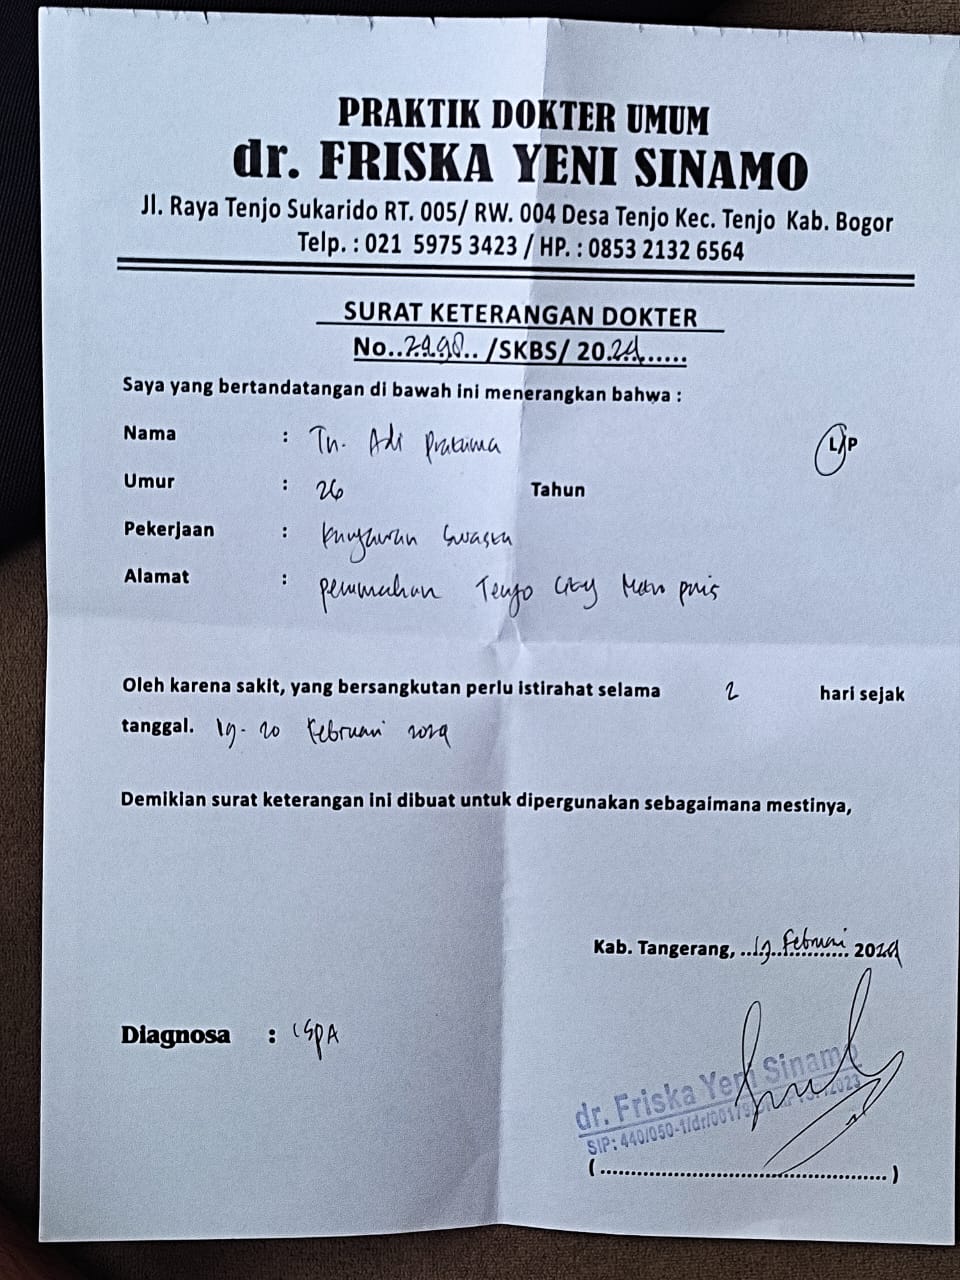 PRAKTIK DOKTER UMUM
dr. FRISKA YENI SINAMO
Jl. Raya Tenjo Sukarido RT. 005/ RW. 004 Desa Tenjo Kec. Tenjo Kab. Bogor
Telp. : 021 5975 3423 / HP. : 0853 2132 6564
SURAT KETERANGAN DOKTER
No.. .. /SKBS/ 2024......
Saya yang bertandatangan di bawah ini menerangkan bahwa :
Nama : Tn. Adi Pratama L/P
Umur : 26 Tahun
Pekerjaan : Karyawan Swasta
Alamat : perumahan Tenjo City
Oleh karena sakit, yang bersangkutan perlu istirahat selama 2 hari sejak
tanggal. 19-20 Februari 2024
Demikian surat keterangan ini dibuat untuk dipergunakan sebagaimana mestinya,
Kab. Tangerang, ...19..Februari........... 2024
Diagnosa : ISPA
dr. Friska Yeni Sinamo
SIP: 440/050-1/dr/001/
(................................................)